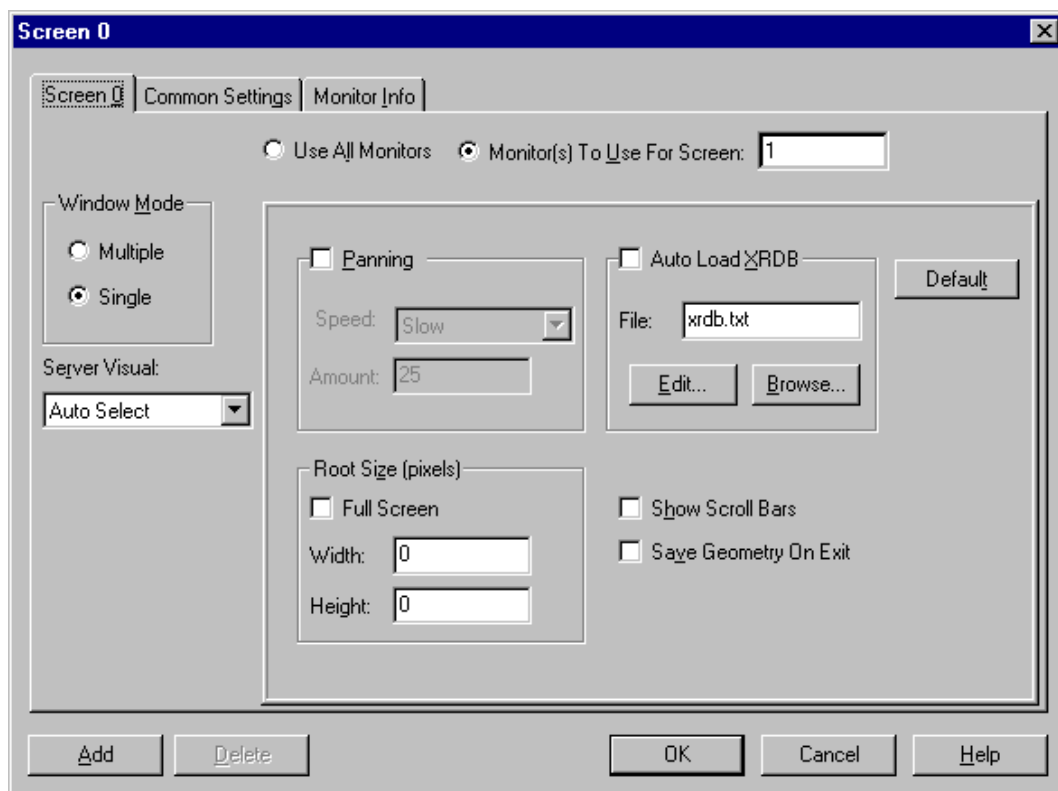 Screen 0
Screen 0 Common Settings Monitor Info
Use All Monitors Monitor(s) To Use For Screen: 1
Window Mode
Multiple
Single
Server Visual:
Auto Select
Panning
Speed: Slow
Amount: 25
Auto Load XRDB
File: xrdb.txt
Edit... Browse...
Default
Root Size (pixels)
Full Screen
Width: 0
Height: 0
Show Scroll Bars
Save Geometry On Exit
Add Delete OK Cancel Help